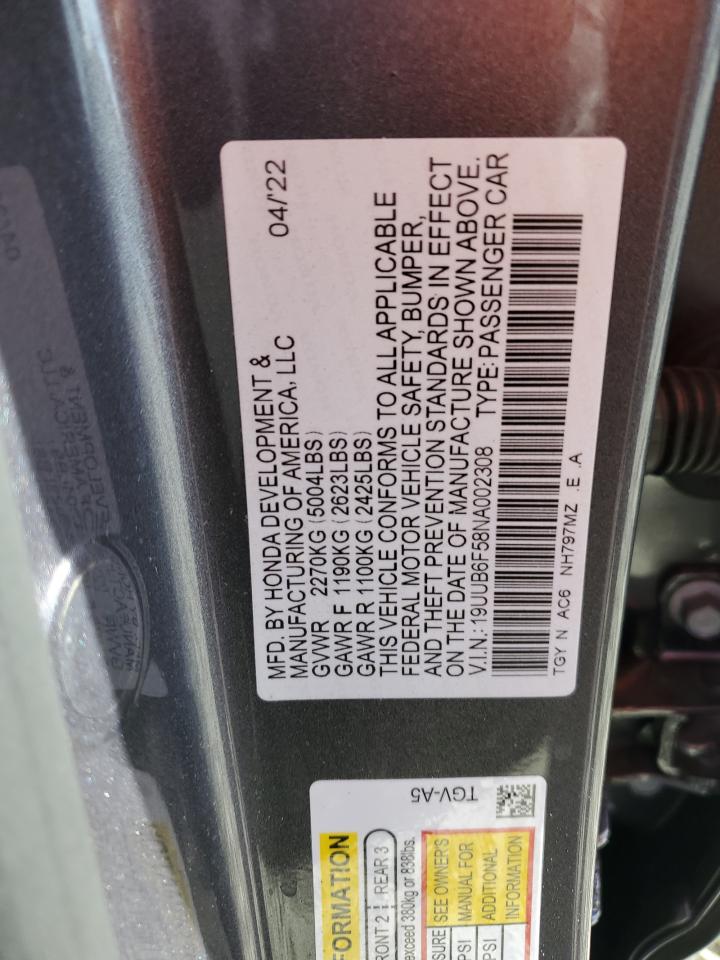 MFD. BY HONDA DEVELOPMENT &
MANUFACTURING OF AMERICA, LLC
04/'22
GVWR 2270KG (5004LBS)
GAWR F 1190KG (2623LBS)
GAWR R 1100KG (2425LBS)
THIS VEHICLE CONFORMS TO ALL APPLICABLE
FEDERAL MOTOR VEHICLE SAFETY, BUMPER,
AND THEFT PREVENTION STANDARDS IN EFFECT
ON THE DATE OF MANUFACTURE SHOWN ABOVE.
V.I.N.: 19UUB6F58NA002308 TYPE: PASSENGER CAR
TGY N AC6 NH797MZ .E .A
TGV-A5
FORMATION
RONT 2 REAR 3
exceed 380kg or 838lbs.
SURE SEE OWNER'S
PSI MANUAL FOR
ADDITIONAL
PSI INFORMATION